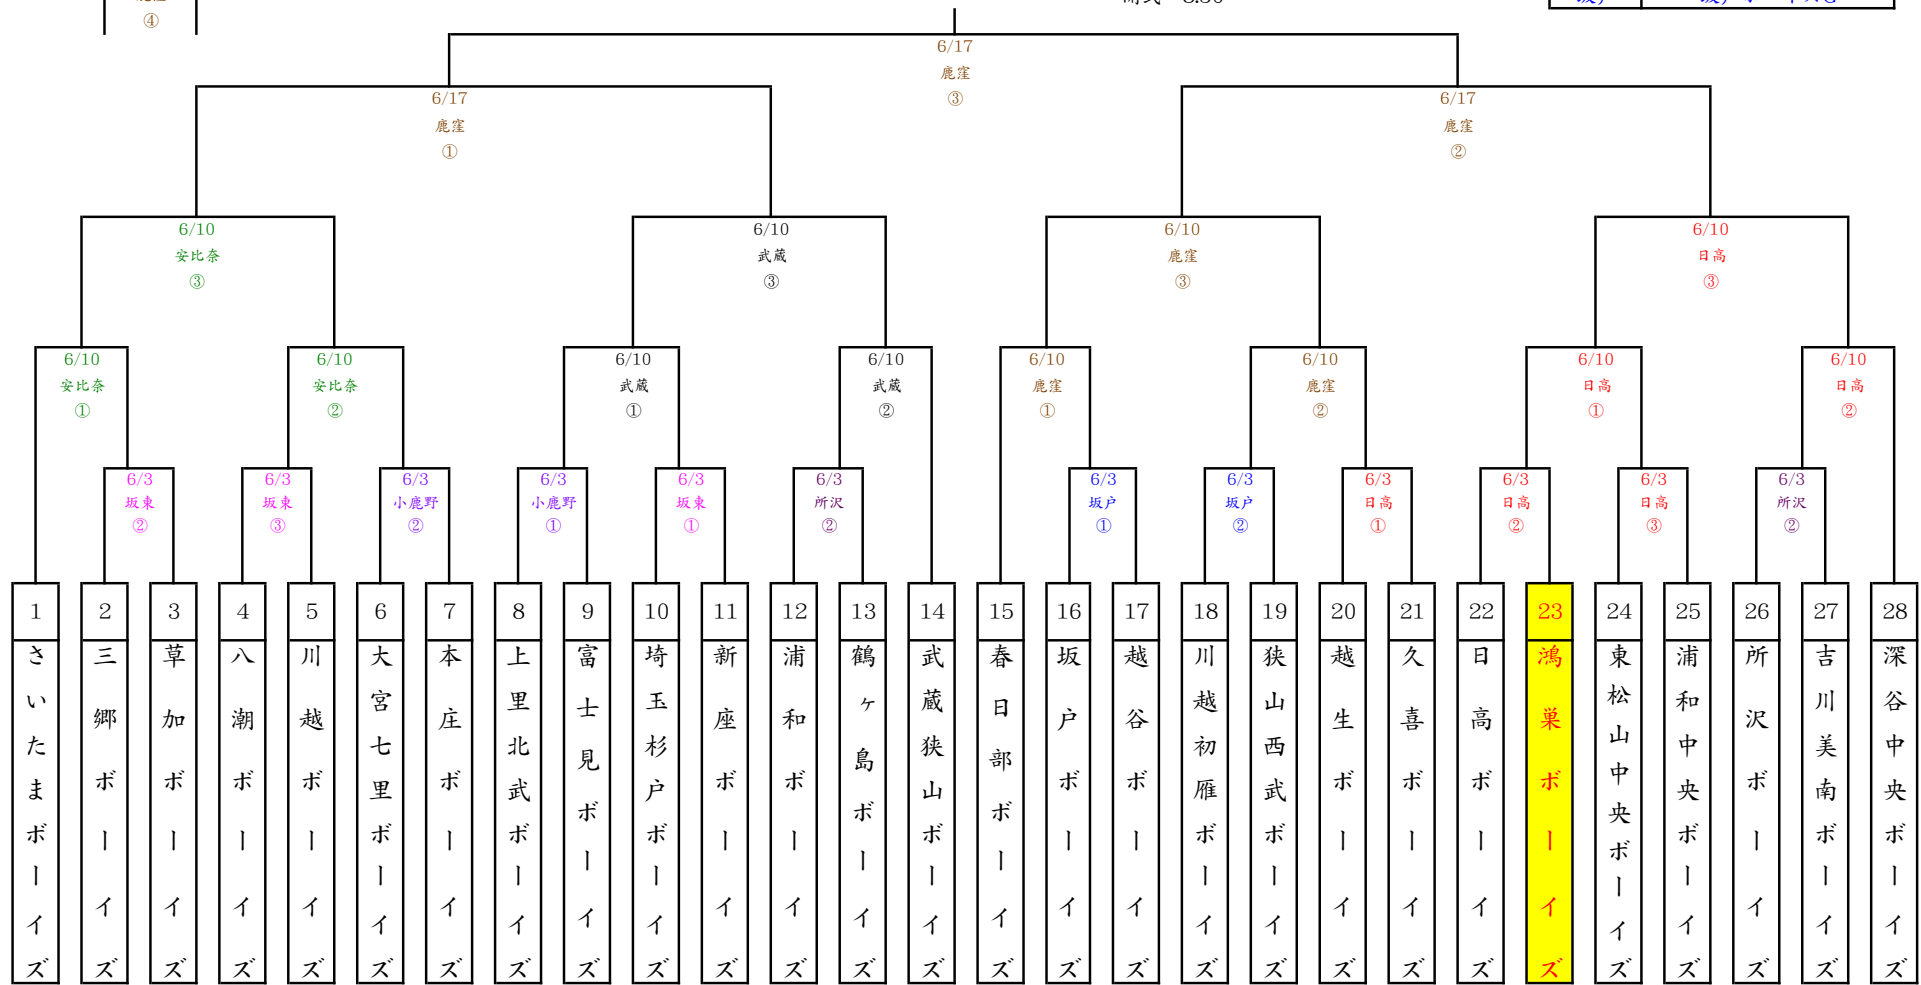 ④
6/17
鹿窪
③
6/17
鹿窪
①
6/17
鹿窪
②
6/10
安比奈
③
6/10
武蔵
③
6/10
鹿窪
③
6/10
日高
③
6/10
安比奈
①
6/10
安比奈
②
6/10
武蔵
①
6/10
武蔵
②
6/10
鹿窪
①
6/10
鹿窪
②
6/10
日高
①
6/10
日高
②
6/3
坂東
②
6/3
坂東
③
6/3
小鹿野
②
6/3
小鹿野
①
6/3
坂東
①
6/3
所沢
②
6/3
坂戸
①
6/3
坂戸
②
6/3
日高
①
6/3
日高
②
6/3
日高
③
6/3
所沢
②
1
さいたまボーイズ
2
三郷ボーイズ
3
草加ボーイズ
4
八潮ボーイズ
5
川越ボーイズ
6
大宮七里ボーイズ
7
本庄ボーイズ
8
上里北武ボーイズ
9
富士見ボーイズ
10
埼玉杉戸ボーイズ
11
新座ボーイズ
12
浦和ボーイズ
13
鶴ヶ島ボーイズ
14
武蔵狭山ボーイズ
15
春日部ボーイズ
16
坂戸ボーイズ
17
越谷ボーイズ
18
川越初雁ボーイズ
19
狭山西武ボーイズ
20
越生ボーイズ
21
久喜ボーイズ
22
日高ボーイズ
23
鴻巣ボーイズ
24
東松山中央ボーイズ
25
浦和中央ボーイズ
26
所沢ボーイズ
27
吉川美南ボーイズ
28
深谷中央ボーイズ